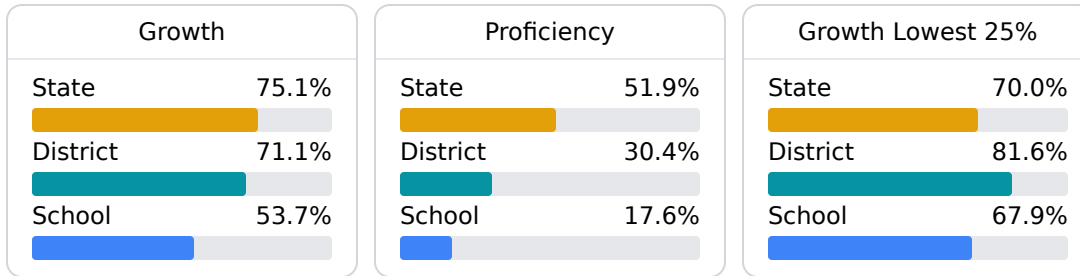 Growth
State 75.1%
District 71.1%
School 53.7%
Proficiency
State 51.9%
District 30.4%
School 17.6%
Growth Lowest 25%
State 70.0%
District 81.6%
School 67.9%